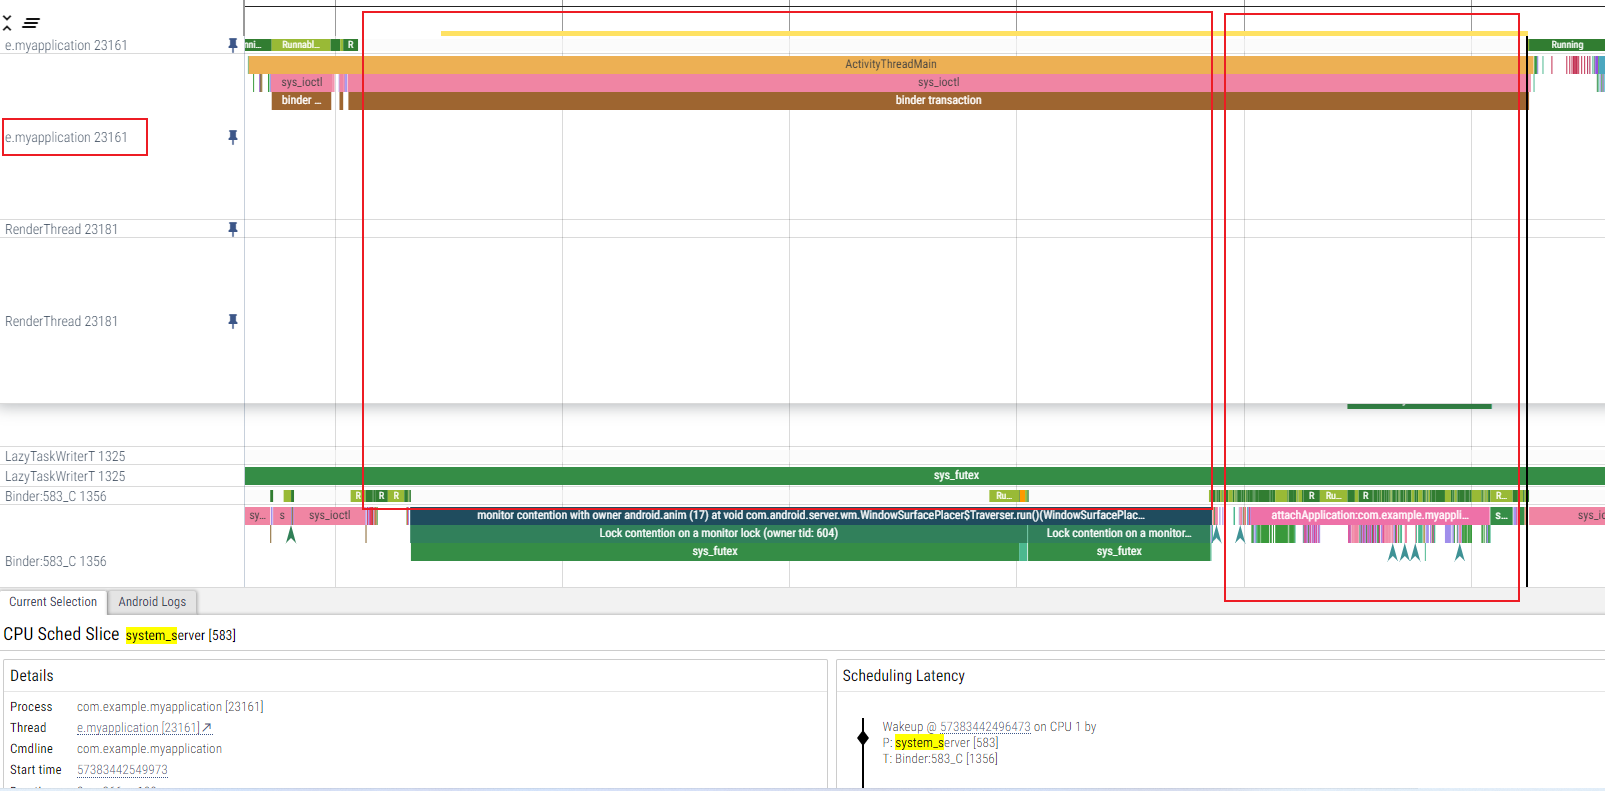 e.myapplication 23161
nni...
Runnabl...
R
Running
ActivityThreadMain
sys_ioctl
sys_ioctl
binder ...
binder transaction
e.myapplication 23161
RenderThread 23181
RenderThread 23181
LazyTaskWriterT 1325
LazyTaskWriterT 1325
sys_futex
Binder:583_C 1356
R
R
R
Ru...
R
Ru...
R
R...
sy...
s
sys_ioctl
monitor contention with owner android.anim (17) at void com.android.server.wm.WindowSurfacePlacer$Traverser.run()(WindowSurfacePlac...
attachApplication:com.example.myappli...
s...
sys_io
Lock contention on a monitor lock (owner tid: 604)
Lock contention on a monitor...
Binder:583_C 1356
sys_futex
sys_futex
Current Selection
Android Logs
CPU Sched Slice system_server [583]
Details
Process com.example.myapplication [23161]
Thread e.myapplication [23161]
Cmdline com.example.myapplication
Start time 57383442549973
Scheduling Latency
Wakeup @ 57383442496473 on CPU 1 by
P: system_server [583]
T: Binder:583_C [1356]